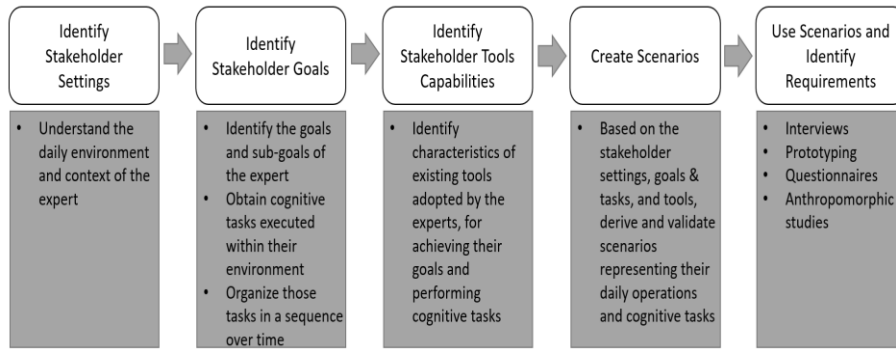 Identify
Stakeholder
Settings
Identify
Stakeholder Goals
Identify
Stakeholder Tools
Capabilities
Create Scenarios
Use Scenarios and
Identify
Requirements
• Understand the
daily environment
and context of the
expert
• Identify the goals
and sub-goals of
the expert
• Obtain cognitive
tasks executed
within their
environment
• Organize those
tasks in a sequence
over time
• Identify
characteristics of
existing tools
adopted by the
experts, for
achieving their
goals and
performing
cognitive tasks
• Based on the
stakeholder
settings, goals &
tasks, and tools,
derive and validate
scenarios
representing their
daily operations
and cognitive tasks
• Interviews
• Prototyping
• Questionnaires
• Anthropomorphic
studies